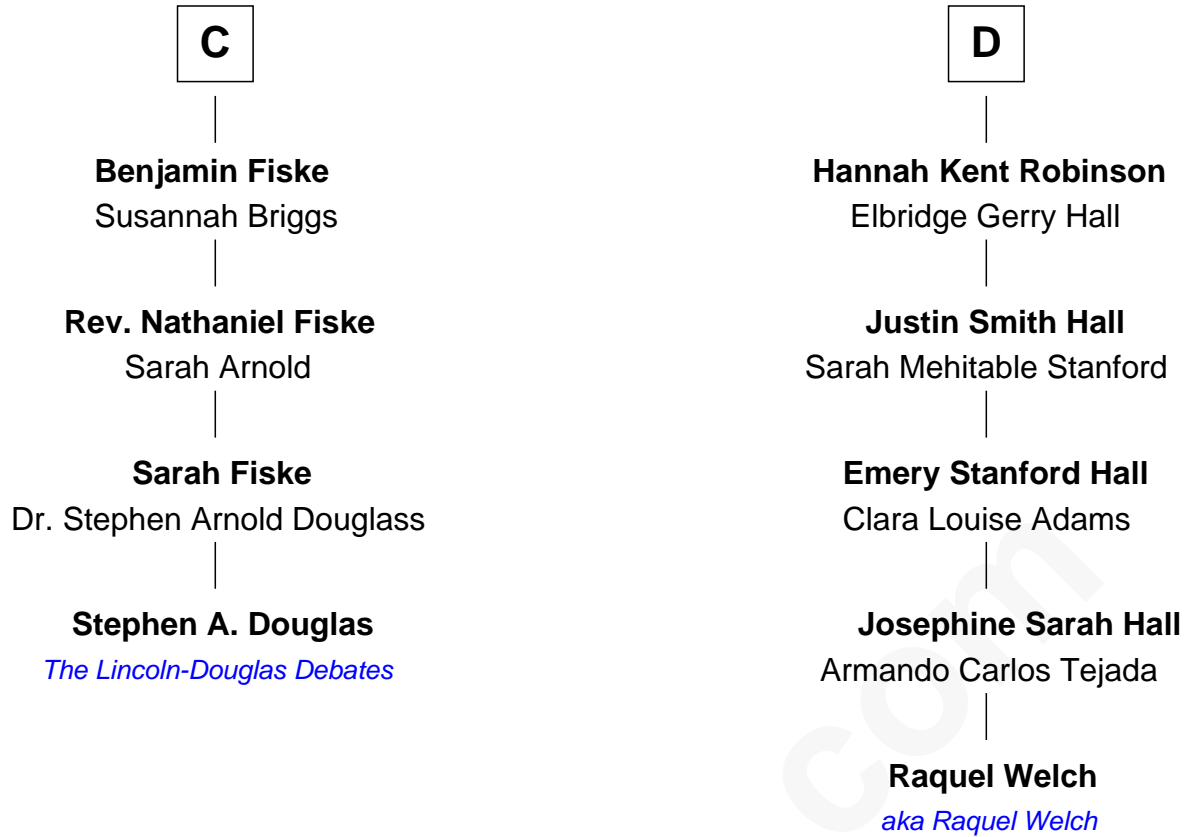 C
Benjamin Fiske
Susannah Briggs
Rev. Nathaniel Fiske
Sarah Arnold
Sarah Fiske
Dr. Stephen Arnold Douglass
Stephen A. Douglas
The Lincoln-Douglas Debates
D
Hannah Kent Robinson
Elbridge Gerry Hall
Justin Smith Hall
Sarah Mehitable Stanford
Emery Stanford Hall
Clara Louise Adams
Josephine Sarah Hall
Armando Carlos Tejada
Raquel Welch
aka Raquel Welch
com